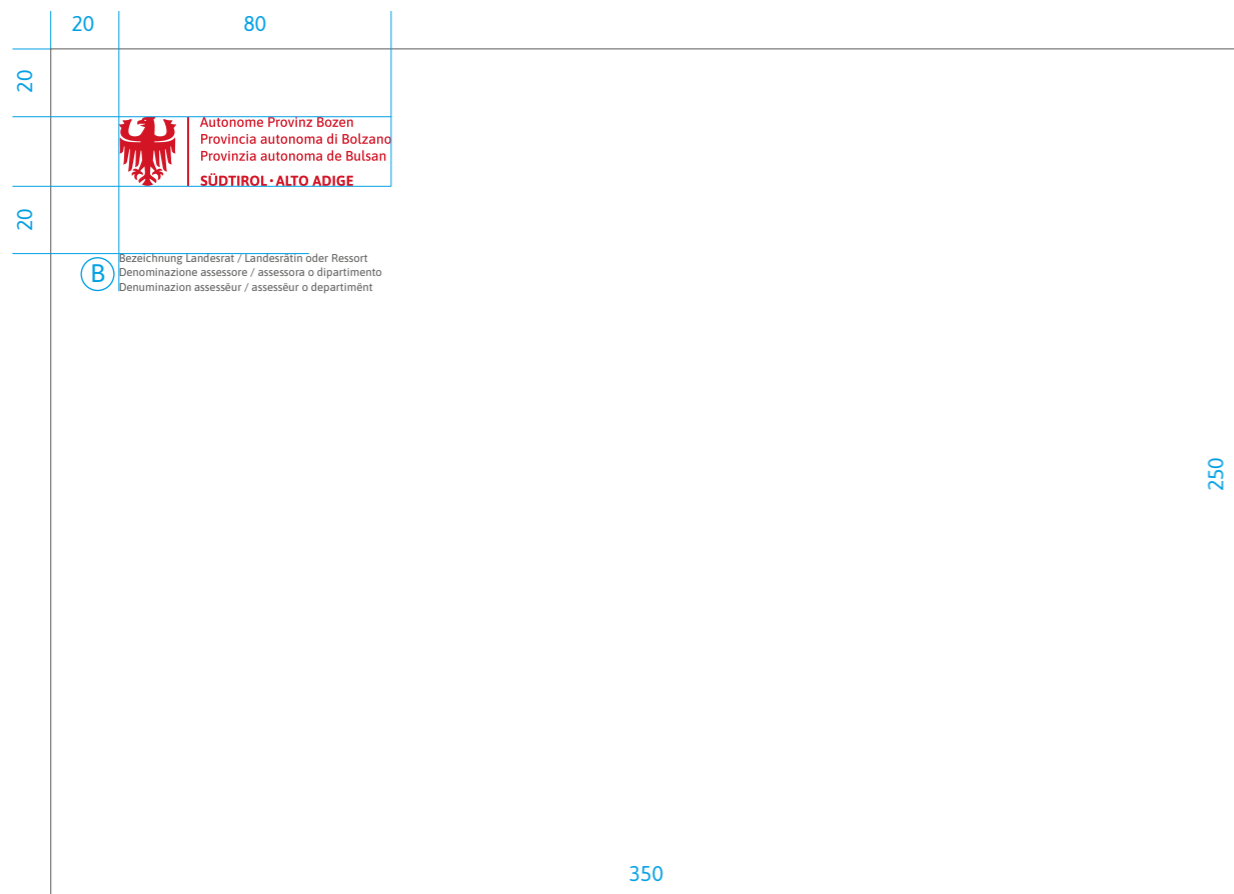 20
80
20
Autonome Provinz Bozen
Provincia autonoma di Bolzano
Provinzia autonoma de Bulsan
SÜDTIROL · ALTO ADIGE
20
B
Bezeichnung Landesrat / Landesrätin oder Ressort
Denominazione assessore / assessora o dipartimento
Denuminazion assessëur / assessëur o departimënt
250
350